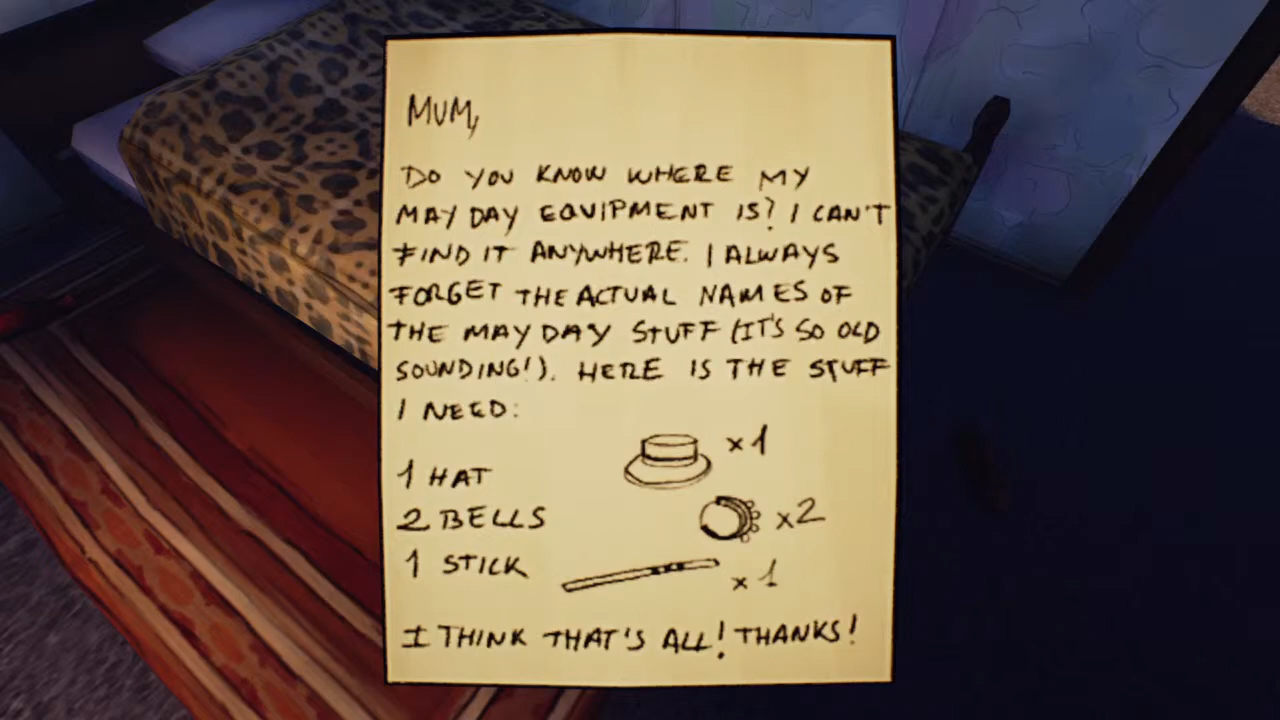 MUM,
DO YOU KNOW WHERE MY
MAY DAY EQUIPMENT IS? I CAN'T
FIND IT ANYWHERE. I ALWAYS
FORGET THE ACTUAL NAMES OF
THE MAY DAY STUFF (IT'S SO OLD
SOUNDING!). HERE IS THE STUFF
I NEED:
1 HAT x1
2 BELLS x2
1 STICK x1
I THINK THAT'S ALL! THANKS!